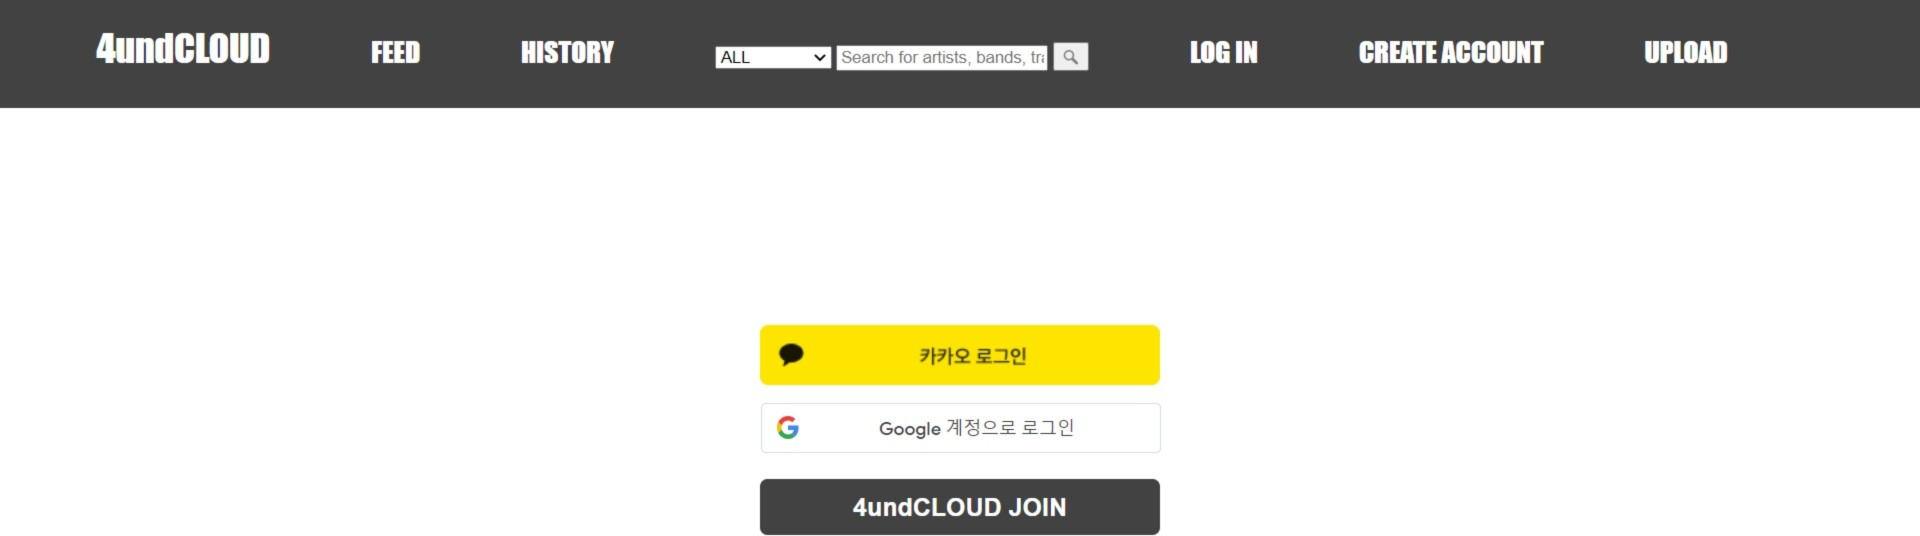 4undCLOUD FEED HISTORY ALL Search for artists, bands, tra LOG IN CREATE ACCOUNT UPLOAD
카카오 로그인
Google 계정으로 로그인
4undCLOUD JOIN